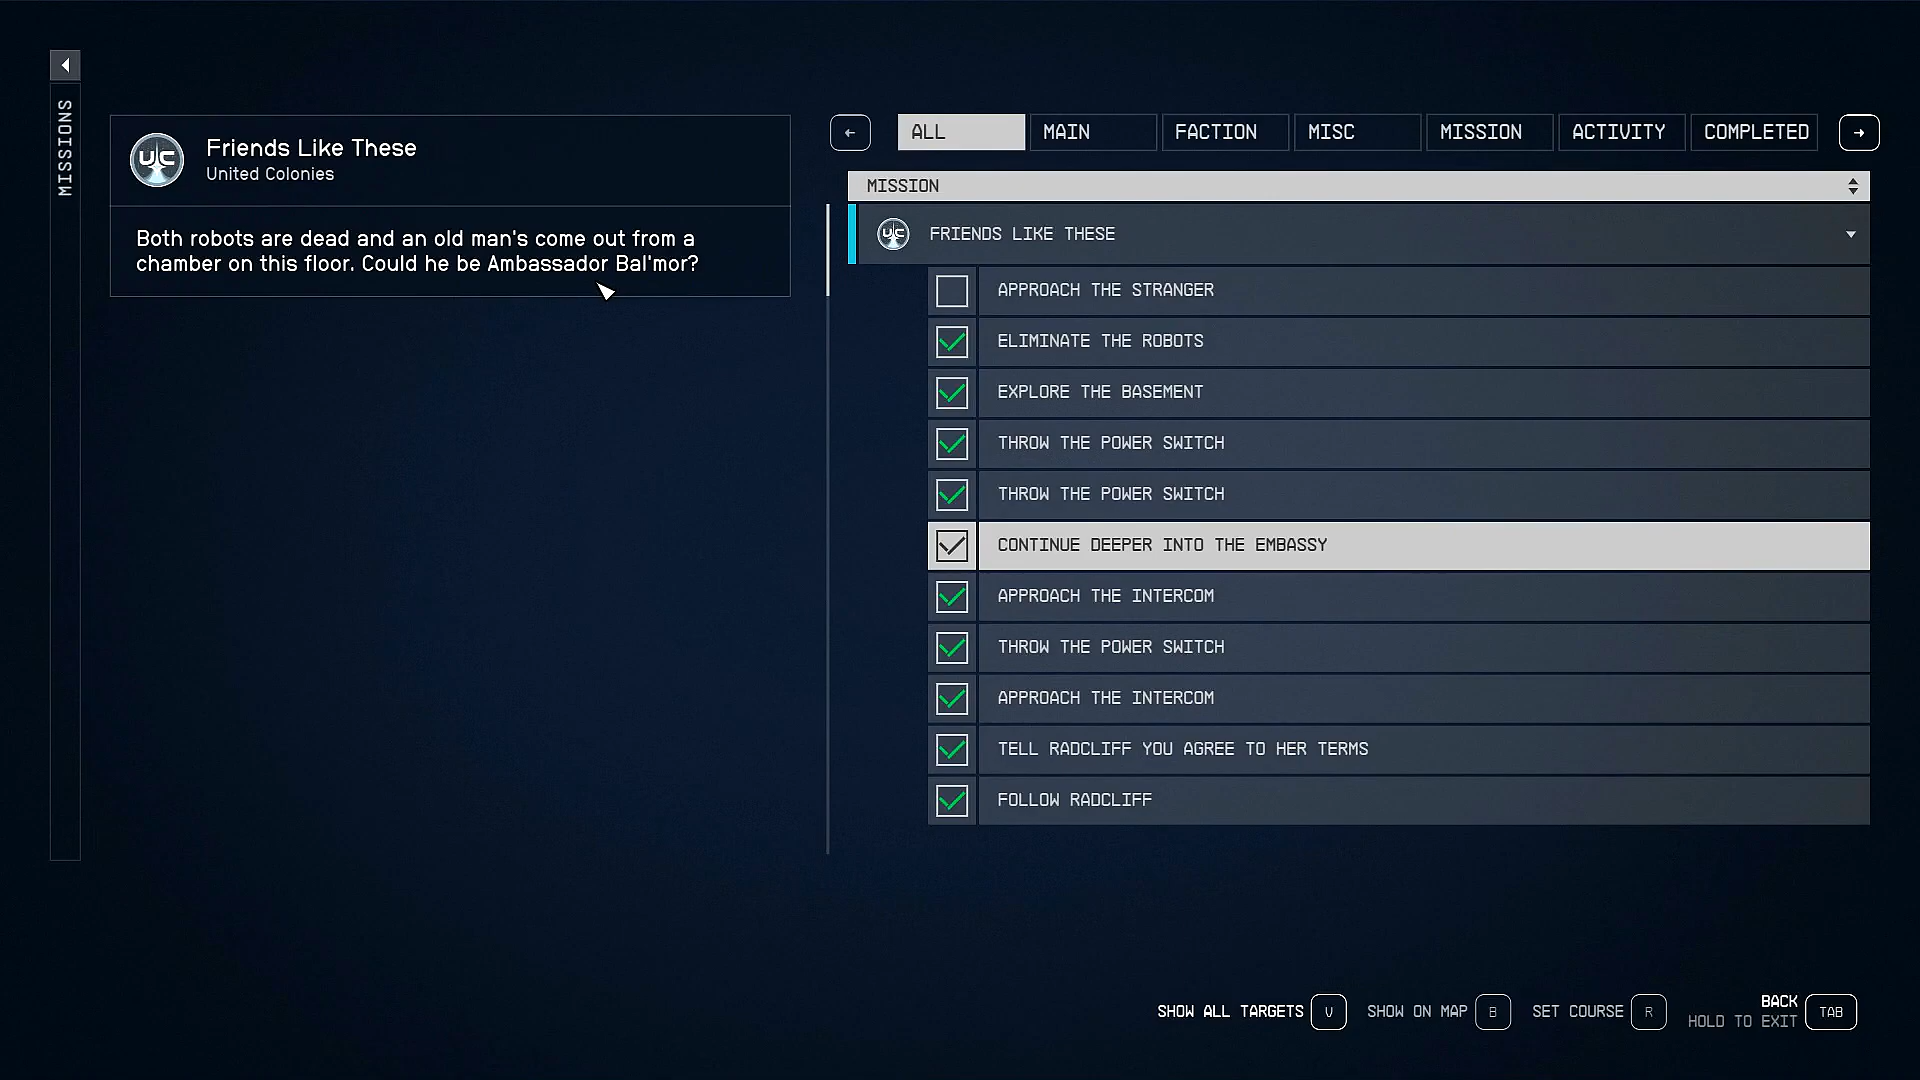 MISSIONS
UC
Friends Like These
United Colonies
Both robots are dead and an old man's come out from a
chamber on this floor. Could he be Ambassador Bal'mor?
ALL
MAIN
FACTION
MISC
MISSION
ACTIVITY
COMPLETED
MISSION
UC
FRIENDS LIKE THESE
APPROACH THE STRANGER
ELIMINATE THE ROBOTS
EXPLORE THE BASEMENT
THROW THE POWER SWITCH
THROW THE POWER SWITCH
CONTINUE DEEPER INTO THE EMBASSY
APPROACH THE INTERCOM
THROW THE POWER SWITCH
APPROACH THE INTERCOM
TELL RADCLIFF YOU AGREE TO HER TERMS
FOLLOW RADCLIFF
SHOW ALL TARGETS V
SHOW ON MAP B
SET COURSE R
BACK
HOLD TO EXIT
TAB